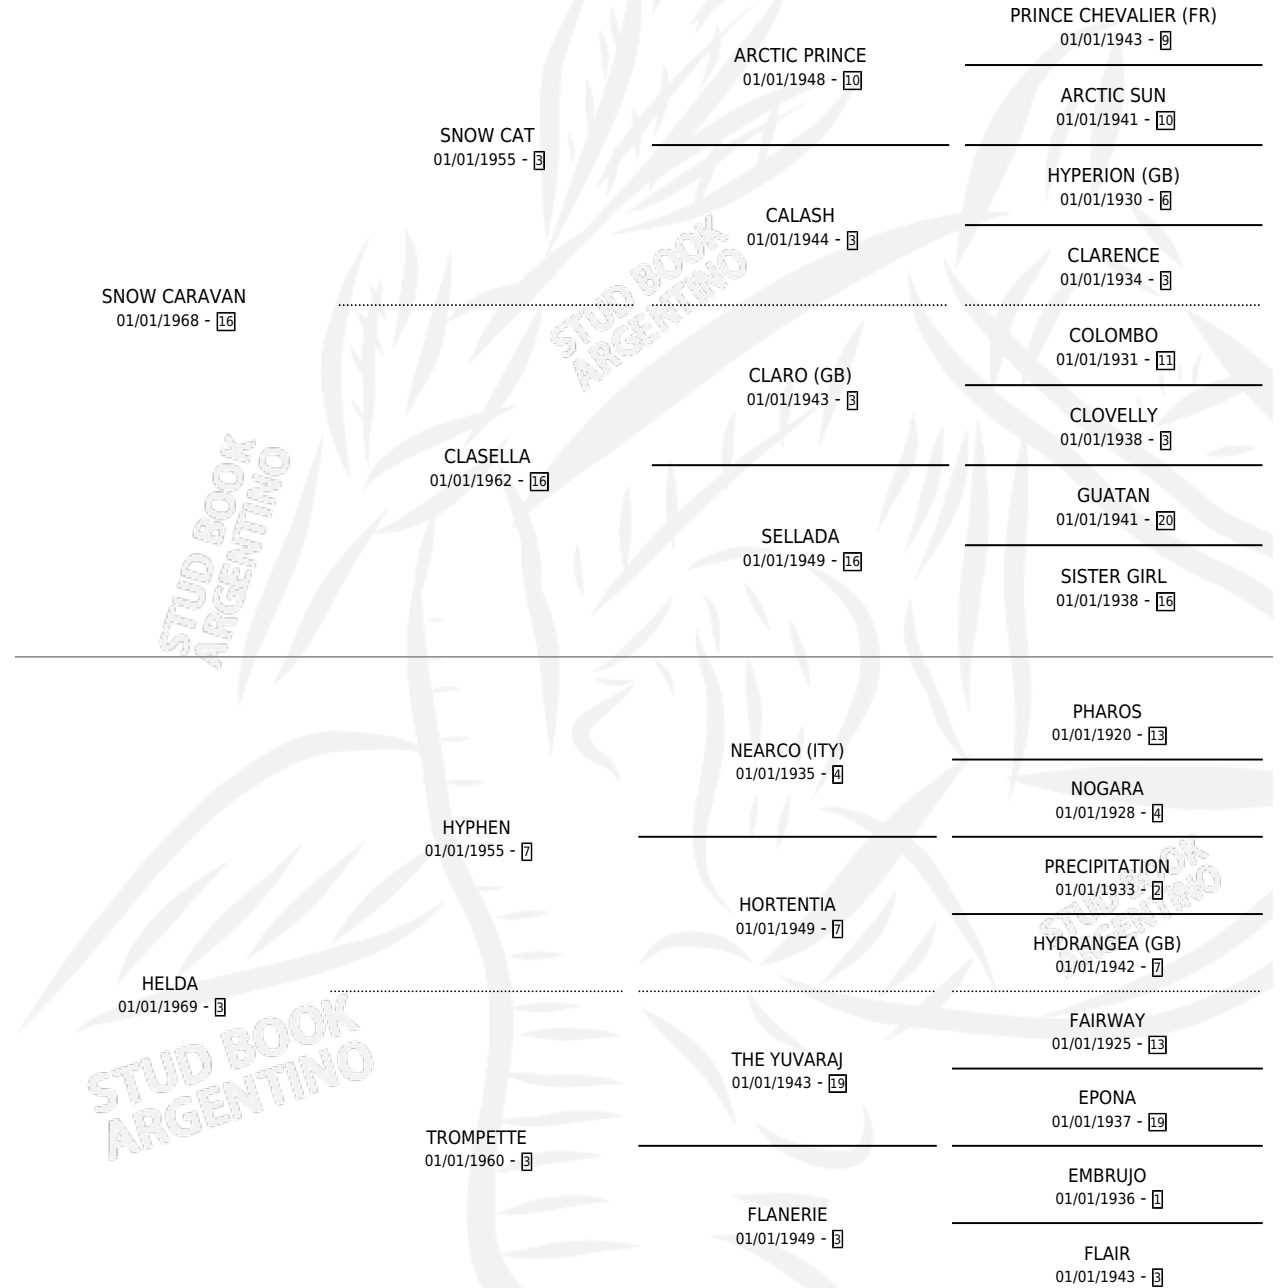 PRINCE CHEVALIER (FR)
01/01/1943 - 9
ARCTIC PRINCE
01/01/1948 - 10
ARCTIC SUN
01/01/1941 - 10
SNOW CAT
01/01/1955 - 3
HYPERION (GB)
01/01/1930 - 6
CALASH
01/01/1944 - 3
CLARENCE
01/01/1934 - 3
SNOW CARAVAN
01/01/1968 - 16
COLOMBO
01/01/1931 - 11
CLARO (GB)
01/01/1943 - 3
CLOVELLY
01/01/1938 - 3
CLASELLA
01/01/1962 - 16
GUATAN
01/01/1941 - 20
SELLADA
01/01/1949 - 16
SISTER GIRL
01/01/1938 - 16
PHAROS
01/01/1920 - 13
NEARCO (ITY)
01/01/1935 - 4
NOGARA
01/01/1928 - 4
HYPHEN
01/01/1955 - 7
PRECIPITATION
01/01/1933 - 2
HORTENTIA
01/01/1949 - 7
HYDRANGEA (GB)
01/01/1942 - 7
HELDA
01/01/1969 - 3
FAIRWAY
01/01/1925 - 13
THE YUVARAJ
01/01/1943 - 19
EPONA
01/01/1937 - 19
TROMPETTE
01/01/1960 - 3
EMBRUJO
01/01/1936 - 1
FLANERIE
01/01/1949 - 3
FLAIR
01/01/1943 - 3
STUD BOOK
ARGENTINO
STUD BOOK
ARGENTINO
STUD BOOK
ARGENTINO
STUD BOOK
ARGENTINO